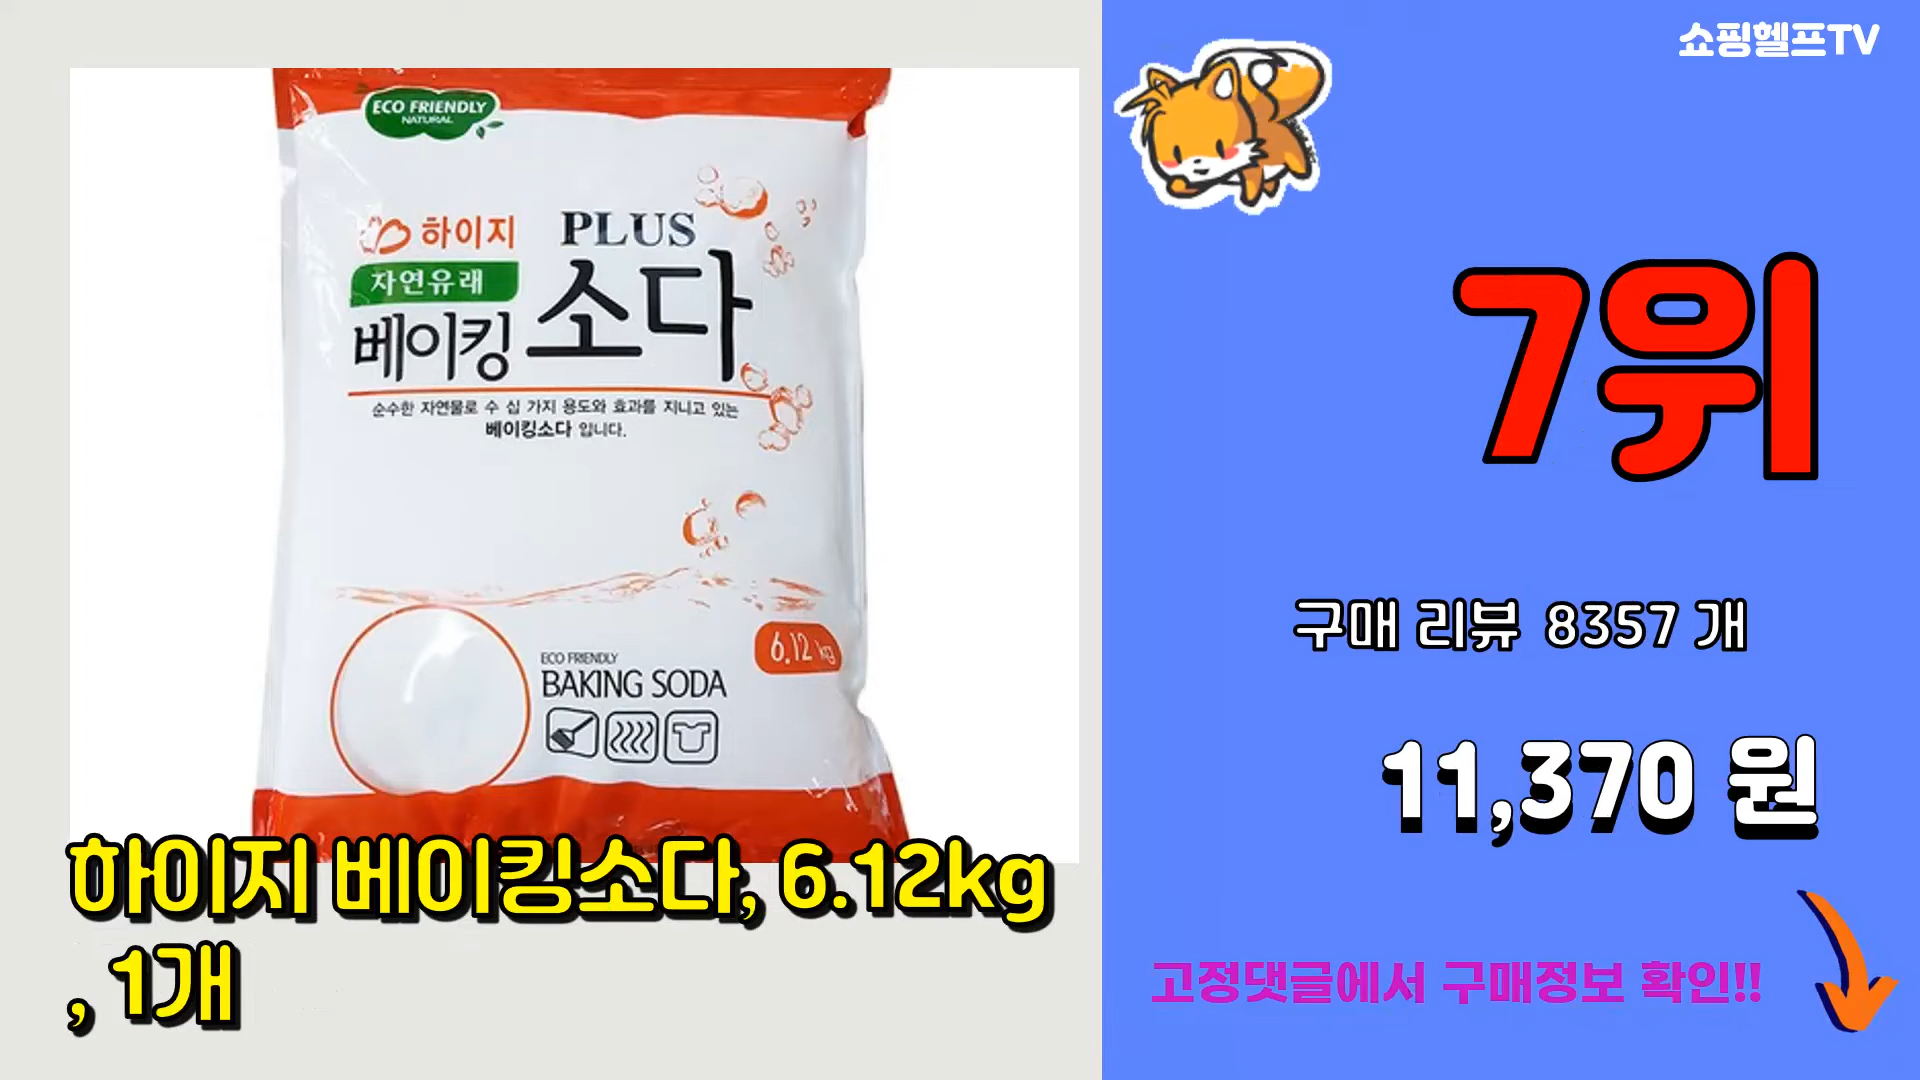 쇼핑헬프TV
ECO FRIENDLY
NATURAL
하이지
PLUS
자연유래
베이킹 소다
순수한 자연물로 수 십 가지 용도와 효과를 지니고 있는
베이킹소다 입니다.
6.12 kg
ECO FRIENDLY
BAKING SODA
7위
구매 리뷰 8357 개
11,370 원
하이지 베이킹소다, 6.12kg
, 1개
고정댓글에서 구매정보 확인!!